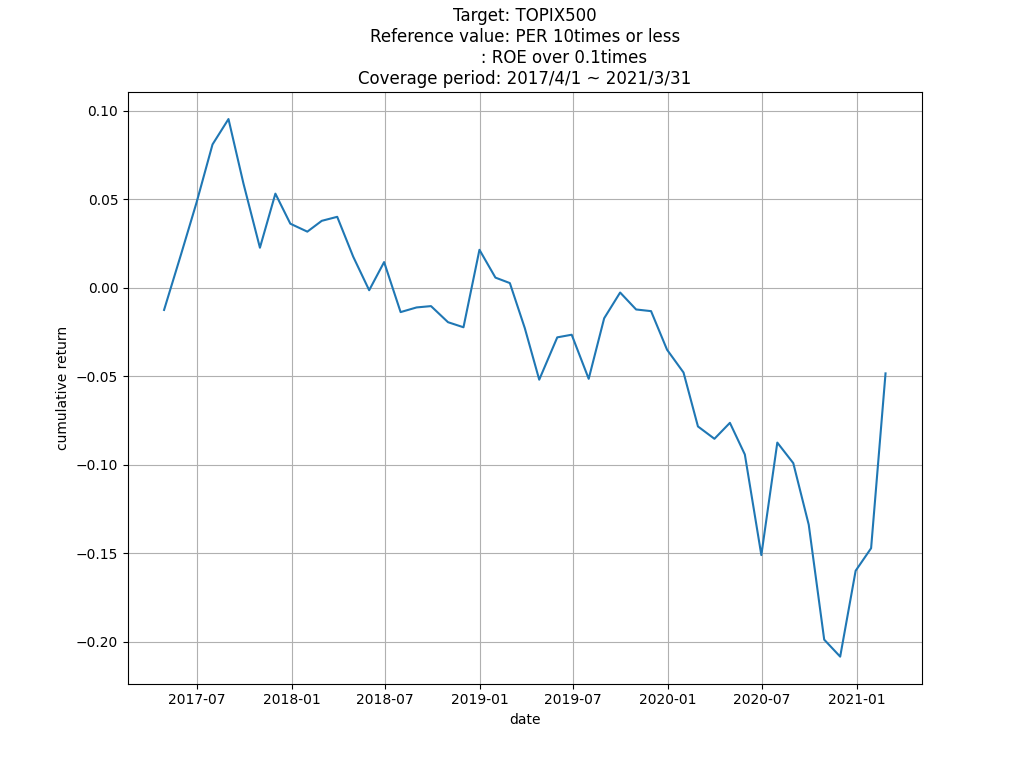 Target: TOPIX500
Reference value: PER 10times or less
: ROE over 0.1times
Coverage period: 2017/4/1 ~ 2021/3/31
0.10
0.05
0.00
−0.05
−0.10
−0.15
−0.20
cumulative return
2017-07 2018-01 2018-07 2019-01 2019-07 2020-01 2020-07 2021-01
date